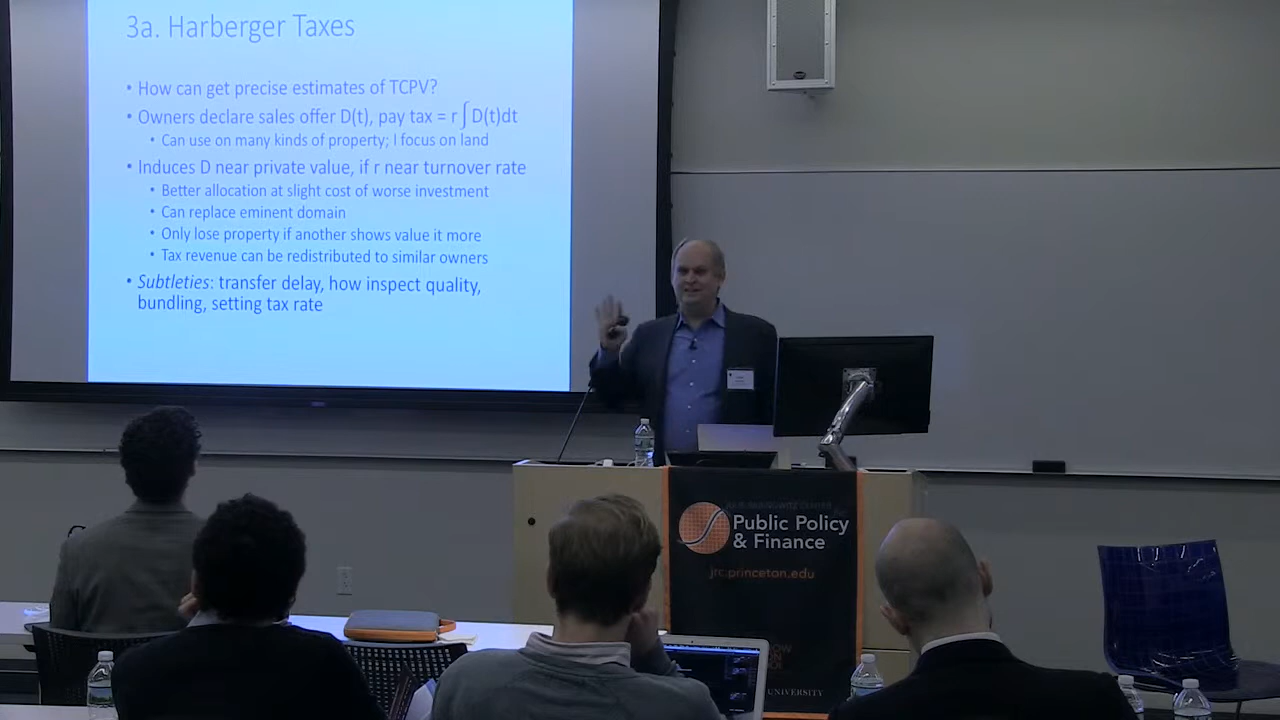 3a. Harberger Taxes
• How can get precise estimates of TCPV?
• Owners declare sales offer D(t), pay tax = r ∫ D(t)dt
• Can use on many kinds of property; I focus on land
• Induces D near private value, if r near turnover rate
• Better allocation at slight cost of worse investment
• Can replace eminent domain
• Only lose property if another shows value it more
• Tax revenue can be redistributed to similar owners
• Subtleties: transfer delay, how inspect quality,
bundling, setting tax rate
Public Policy
& Finance
jrc.princeton.edu
UNIVERSITY